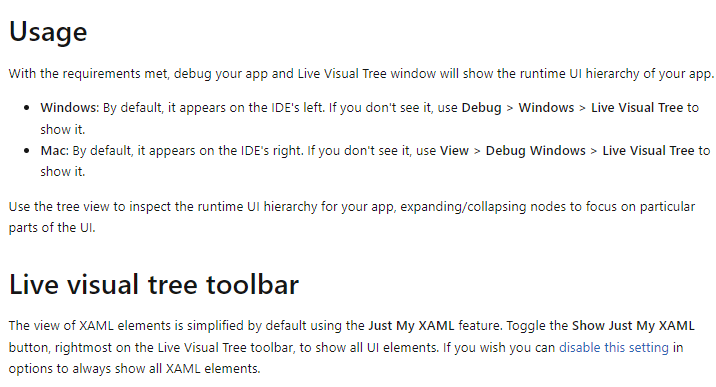 Usage
With the requirements met, debug your app and Live Visual Tree window will show the runtime UI hierarchy of your app.
• Windows: By default, it appears on the IDE's left. If you don't see it, use Debug > Windows > Live Visual Tree to
show it.
• Mac: By default, it appears on the IDE's right. If you don't see it, use View > Debug Windows > Live Visual Tree to
show it.
Use the tree view to inspect the runtime UI hierarchy for your app, expanding/collapsing nodes to focus on particular
parts of the UI.
Live visual tree toolbar
The view of XAML elements is simplified by default using the Just My XAML feature. Toggle the Show Just My XAML
button, rightmost on the Live Visual Tree toolbar, to show all UI elements. If you wish you can disable this setting in
options to always show all XAML elements.